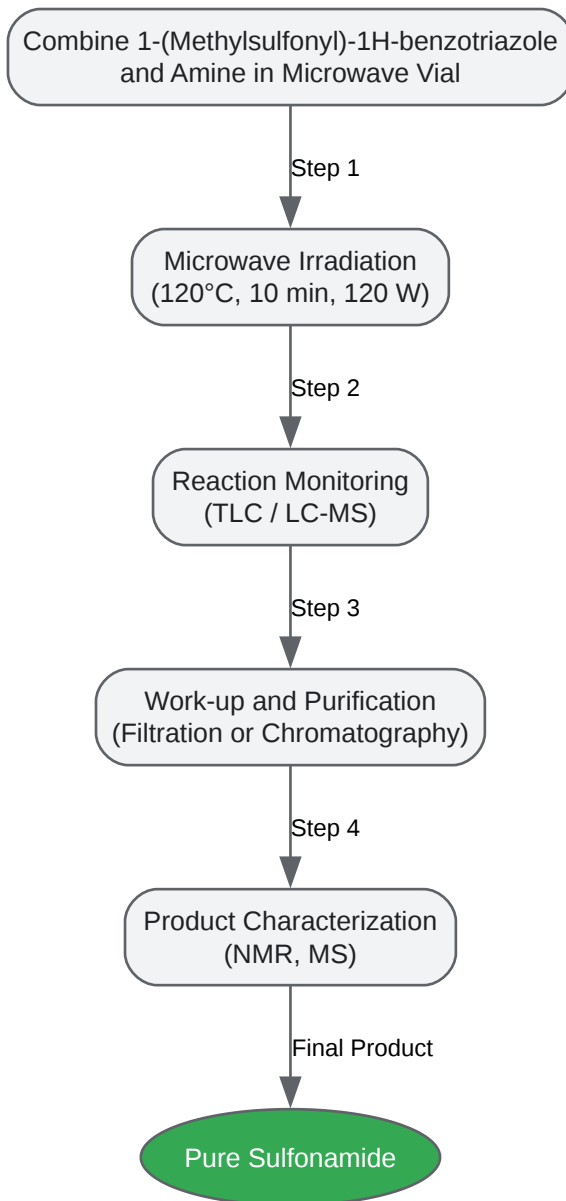 Combine 1-(Methylsulfonyl)-1H-benzotriazole
and Amine in Microwave Vial
Step 1
Microwave Irradiation
(120°C, 10 min, 120 W)
Step 2
Reaction Monitoring
(TLC / LC-MS)
Step 3
Work-up and Purification
(Filtration or Chromatography)
Step 4
Product Characterization
(NMR, MS)
Final Product
Pure Sulfonamide